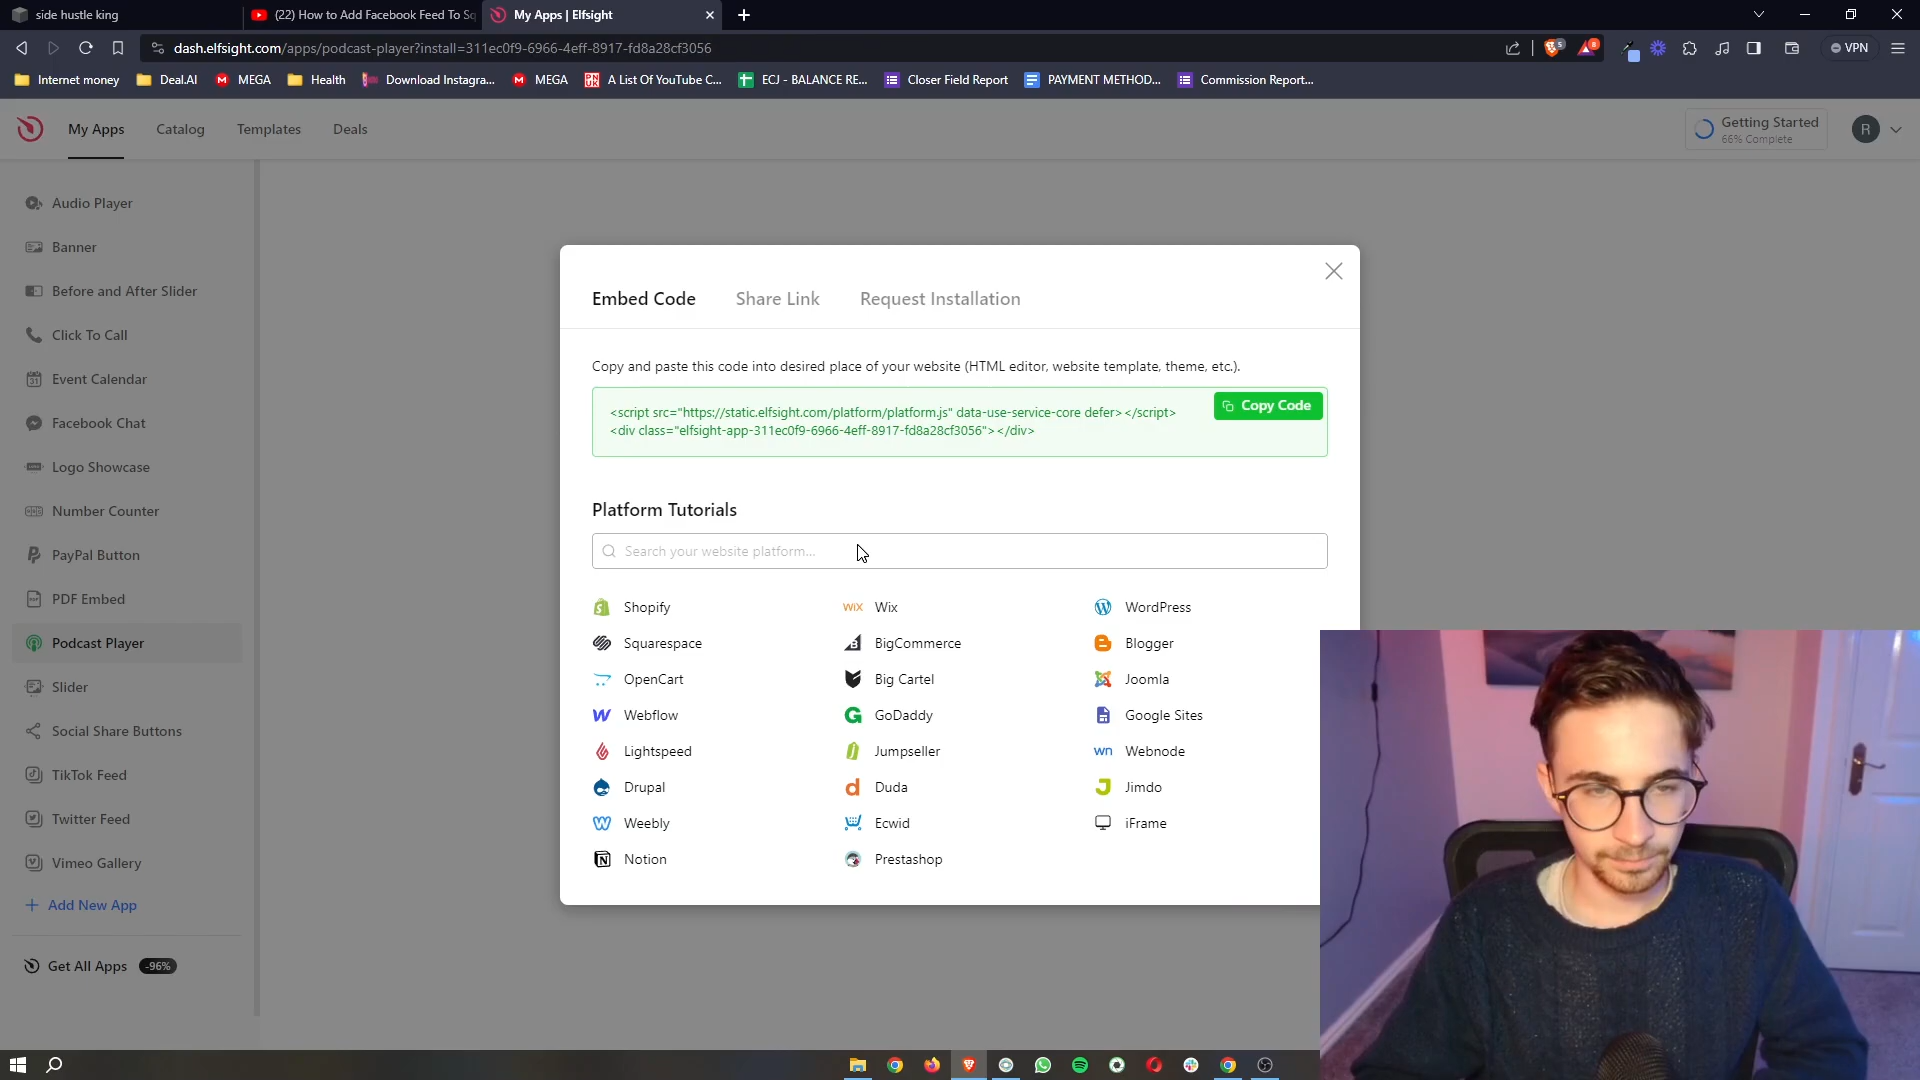 side hustle king
(22) How to Add Facebook Feed To Sq
My Apps | Elfsight
dash.elfsight.com/apps/podcast-player?install=311ec0f9-6966-4eff-8917-fd8a28cf3056
VPN
Internet money
Deal.AI
MEGA
Health
Download Instagra...
MEGA
A List Of YouTube C...
ECJ - BALANCE RE...
Closer Field Report
PAYMENT METHOD...
Commission Report...
My Apps
Catalog
Templates
Deals
Getting Started
66% Complete
R
Audio Player
Banner
Before and After Slider
Click To Call
Event Calendar
Facebook Chat
Logo Showcase
Number Counter
PayPal Button
PDF Embed
Podcast Player
Slider
Social Share Buttons
TikTok Feed
Twitter Feed
Vimeo Gallery
Add New App
Get All Apps -96%
Embed Code
Share Link
Request Installation
Copy and paste this code into desired place of your website (HTML editor, website template, theme, etc.).
<script src="https://static.elfsight.com/platform/platform.js" data-use-service-core defer></script>
<div class="elfsight-app-311ec0f9-6966-4eff-8917-fd8a28cf3056"></div>
Copy Code
Platform Tutorials
Search your website platform...
Shopify
Wix
WordPress
Squarespace
BigCommerce
Blogger
OpenCart
Big Cartel
Joomla
Webflow
GoDaddy
Google Sites
Lightspeed
Jumpseller
Webnode
Drupal
Duda
Jimdo
Weebly
Ecwid
iFrame
Notion
Prestashop